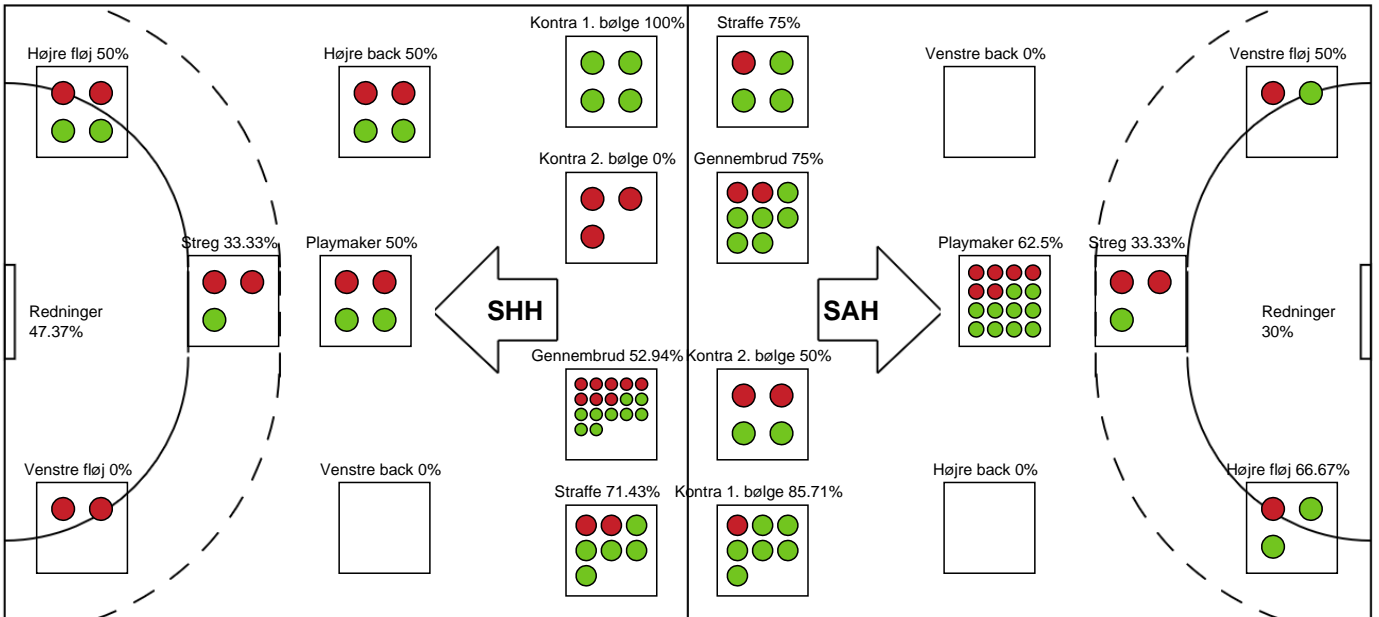 Kontra 1. bølge 100%
Straffe 75%
Højre fløj 50%
Højre back 50%
Venstre back 0%
Venstre fløj 50%
Kontra 2. bølge 0%
Gennembrud 75%
Streg 33.33%
Playmaker 50%
Playmaker 62.5%
Streg 33.33%
Redninger
47.37%
SHH
SAH
Redninger
30%
Gennembrud 52.94%
Kontra 2. bølge 50%
Venstre fløj 0%
Venstre back 0%
Højre back 0%
Højre fløj 66.67%
Straffe 71.43%
Kontra 1. bølge 85.71%